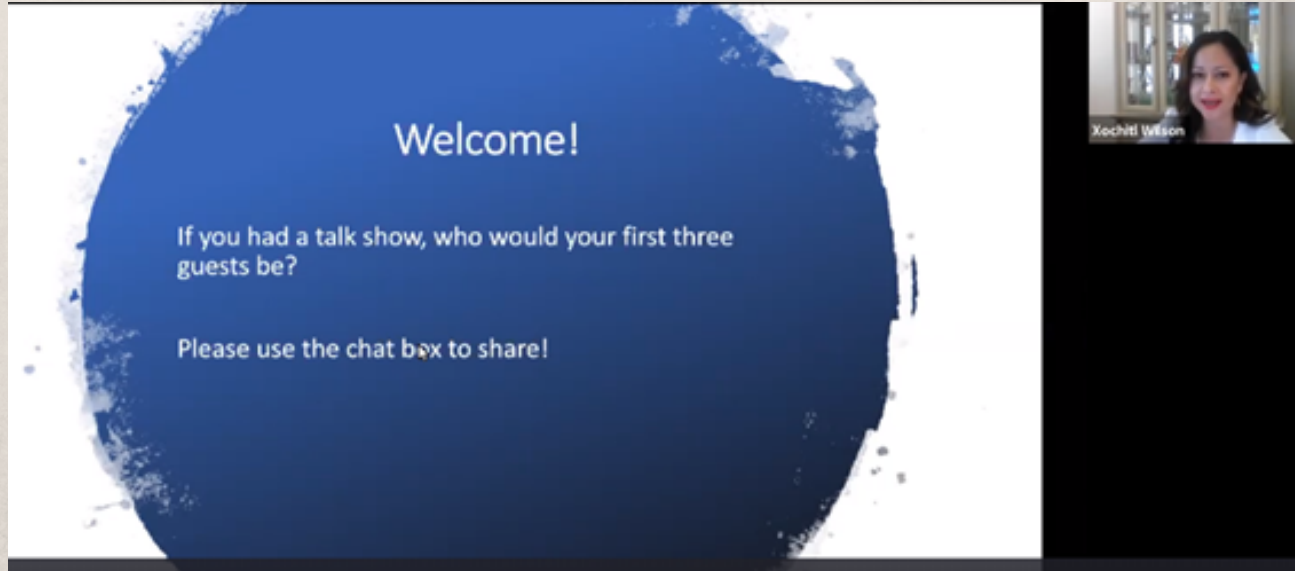 Welcome!
If you had a talk show, who would your first three
guests be?
Please use the chat box to share!
Xochitl Wilson